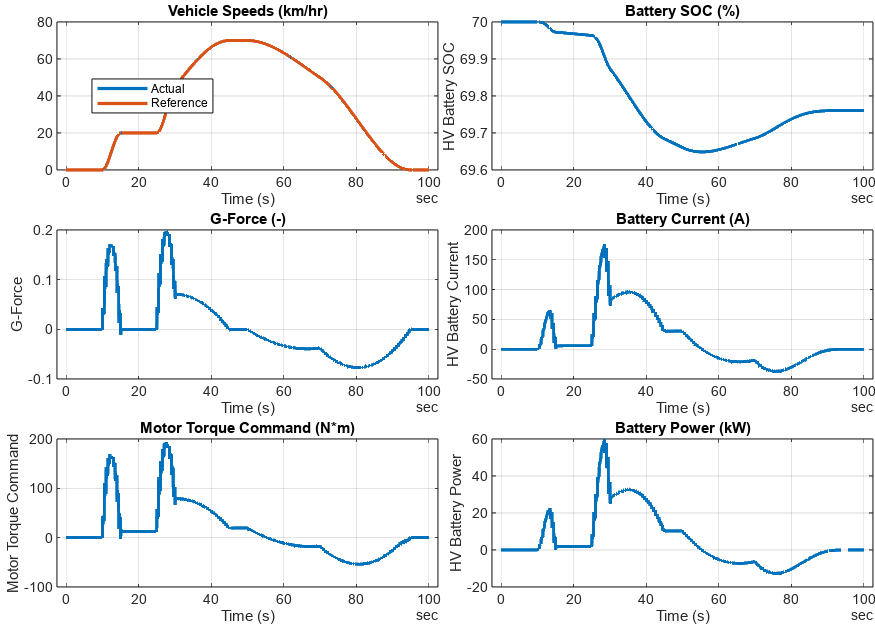 Vehicle Speeds (km/hr)
80
60
40
20
0
Actual
Reference
0 20 40 60 80 100
Time (s)
sec
Battery SOC (%)
HV Battery SOC
70
69.9
69.8
69.7
69.6
0 20 40 60 80 100
Time (s)
sec
G-Force (-)
G-Force
0.2
0.1
0
-0.1
0 20 40 60 80 100
Time (s)
sec
Battery Current (A)
HV Battery Current
200
150
100
50
0
-50
0 20 40 60 80 100
Time (s)
sec
Motor Torque Command (N*m)
Motor Torque Command
200
100
0
-100
0 20 40 60 80 100
Time (s)
sec
Battery Power (kW)
HV Battery Power
60
40
20
0
-20
0 20 40 60 80 100
Time (s)
sec